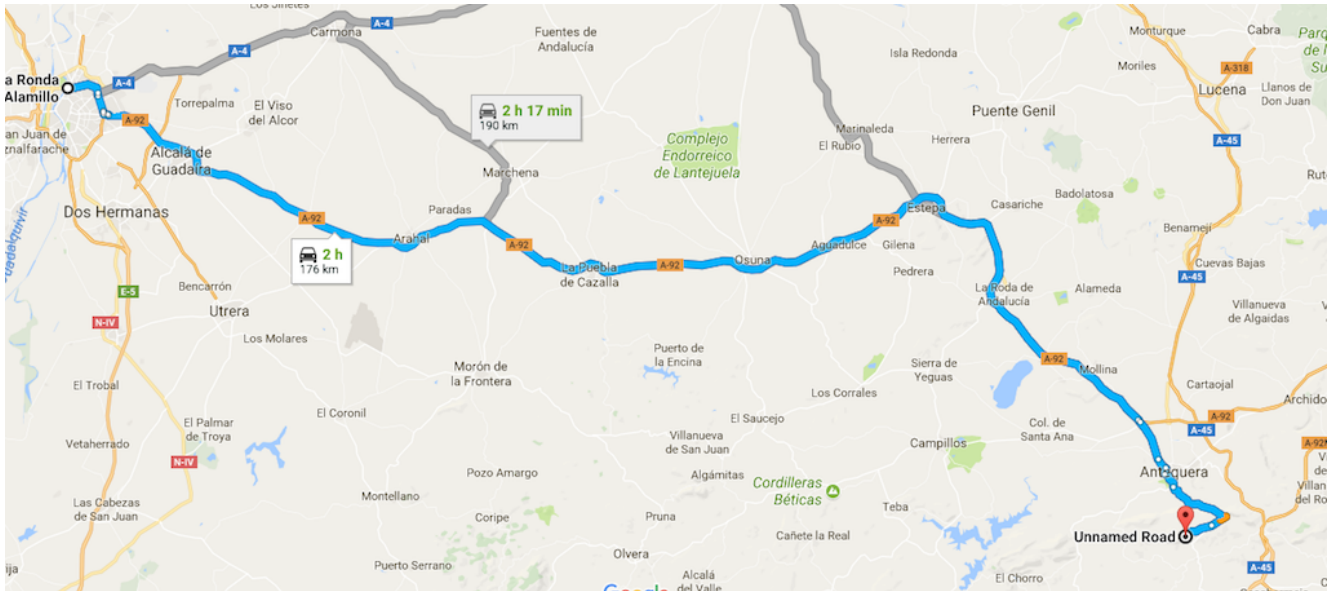 Los Jinetes
A-4
A-4
Carmona
Fuentes de
Andalucía
Isla Redonda
Monturque
Cabra
Moriles
A-318
Lucena
Llanos de
Don Juan
a Ronda
Alamillo
A-4
Torrepalma
El Viso
del Alcor
2 h 17 min
190 km
Puente Genil
A-92
Marinaleda
El Rubio
Herrera
A-45
San Juan de
Aznalfarache
Alcalá de
Guadaíra
Complejo
Endorreico
de Lantejuela
Marchena
Badolatosa
Dos Hermanas
Paradas
A-92
Estepa
Casariche
Benamejí
Guadalquivir
Arahal
A-92
A-92
Aguadulce
Gilena
2 h
176 km
La Puebla
de Cazalla
A-92
Osuna
Pedrera
Cuevas Bajas
A-45
Bencarrón
E-5
Utrera
La Roda de
Andalucía
Alameda
Villanueva
de Algaidas
N-IV
Los Molares
Puerto de
la Encina
Morón de
la Frontera
Sierra de
Yeguas
A-92
Mollina
El Trobal
Los Corrales
Cartaojal
Archido
El Coronil
El Saucejo
A-92
El Palmar
de Troya
Col. de
Santa Ana
A-45
Vetaherrado
Villanueva
de San Juan
Campillos
A-92
N-IV
Pozo Amargo
Algámitas
Antequera
Cordilleras
Béticas
Montellano
Las Cabezas
de San Juan
Coripe
Pruna
Teba
Cañete la Real
Unnamed Road
Olvera
Puerto Serrano
Google
Alcalá
del Valle
El Chorro
A-45